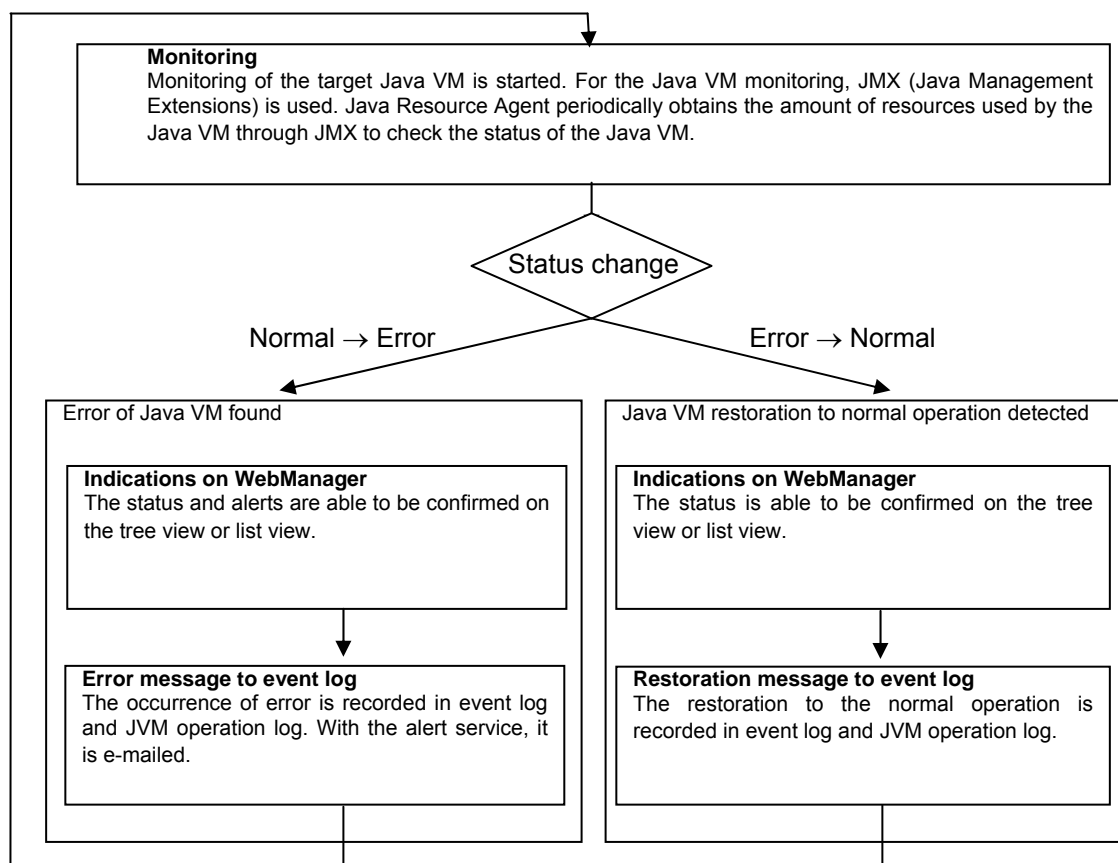 Monitoring
Monitoring of the target Java VM is started. For the Java VM monitoring, JMX (Java Management
Extensions) is used. Java Resource Agent periodically obtains the amount of resources used by the
Java VM through JMX to check the status of the Java VM.
Status change
Normal → Error
Error → Normal
Error of Java VM found
Indications on WebManager
The status and alerts are able to be confirmed on
the tree view or list view.
Error message to event log
The occurrence of error is recorded in event log
and JVM operation log. With the alert service, it
is e-mailed.
Java VM restoration to normal operation detected
Indications on WebManager
The status is able to be confirmed on the tree
view or list view.
Restoration message to event log
The restoration to the normal operation is
recorded in event log and JVM operation log.